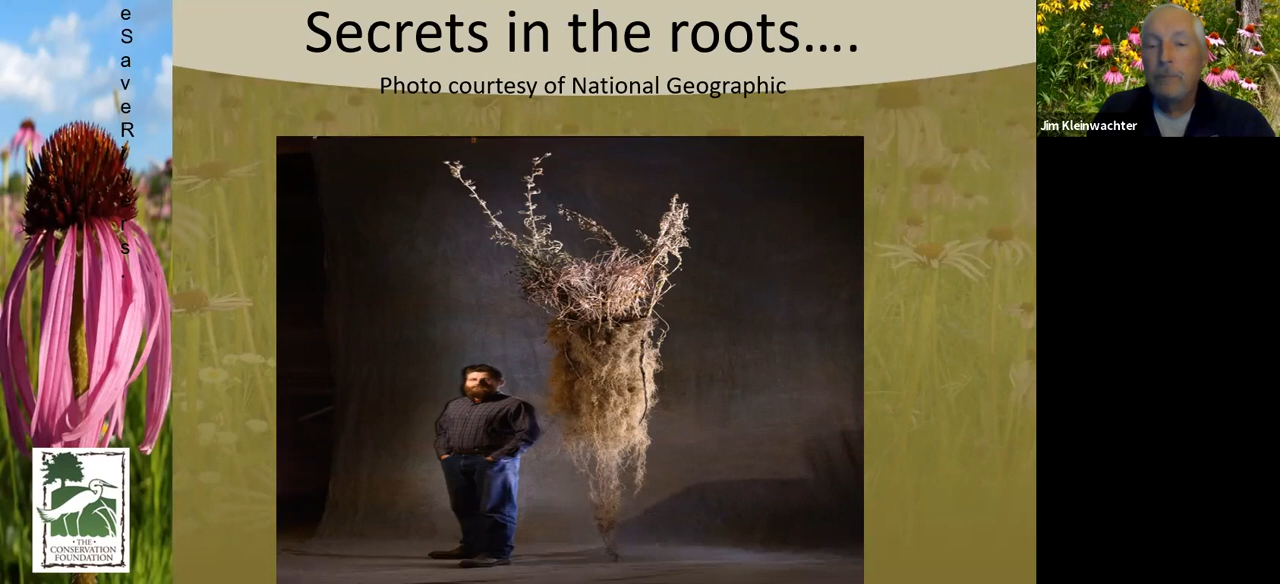 Secrets in the roots....
Photo courtesy of National Geographic
Jim Kleinwachter
e
S
a
v
e
R
r
s
THE
CONSERVATION
FOUNDATION